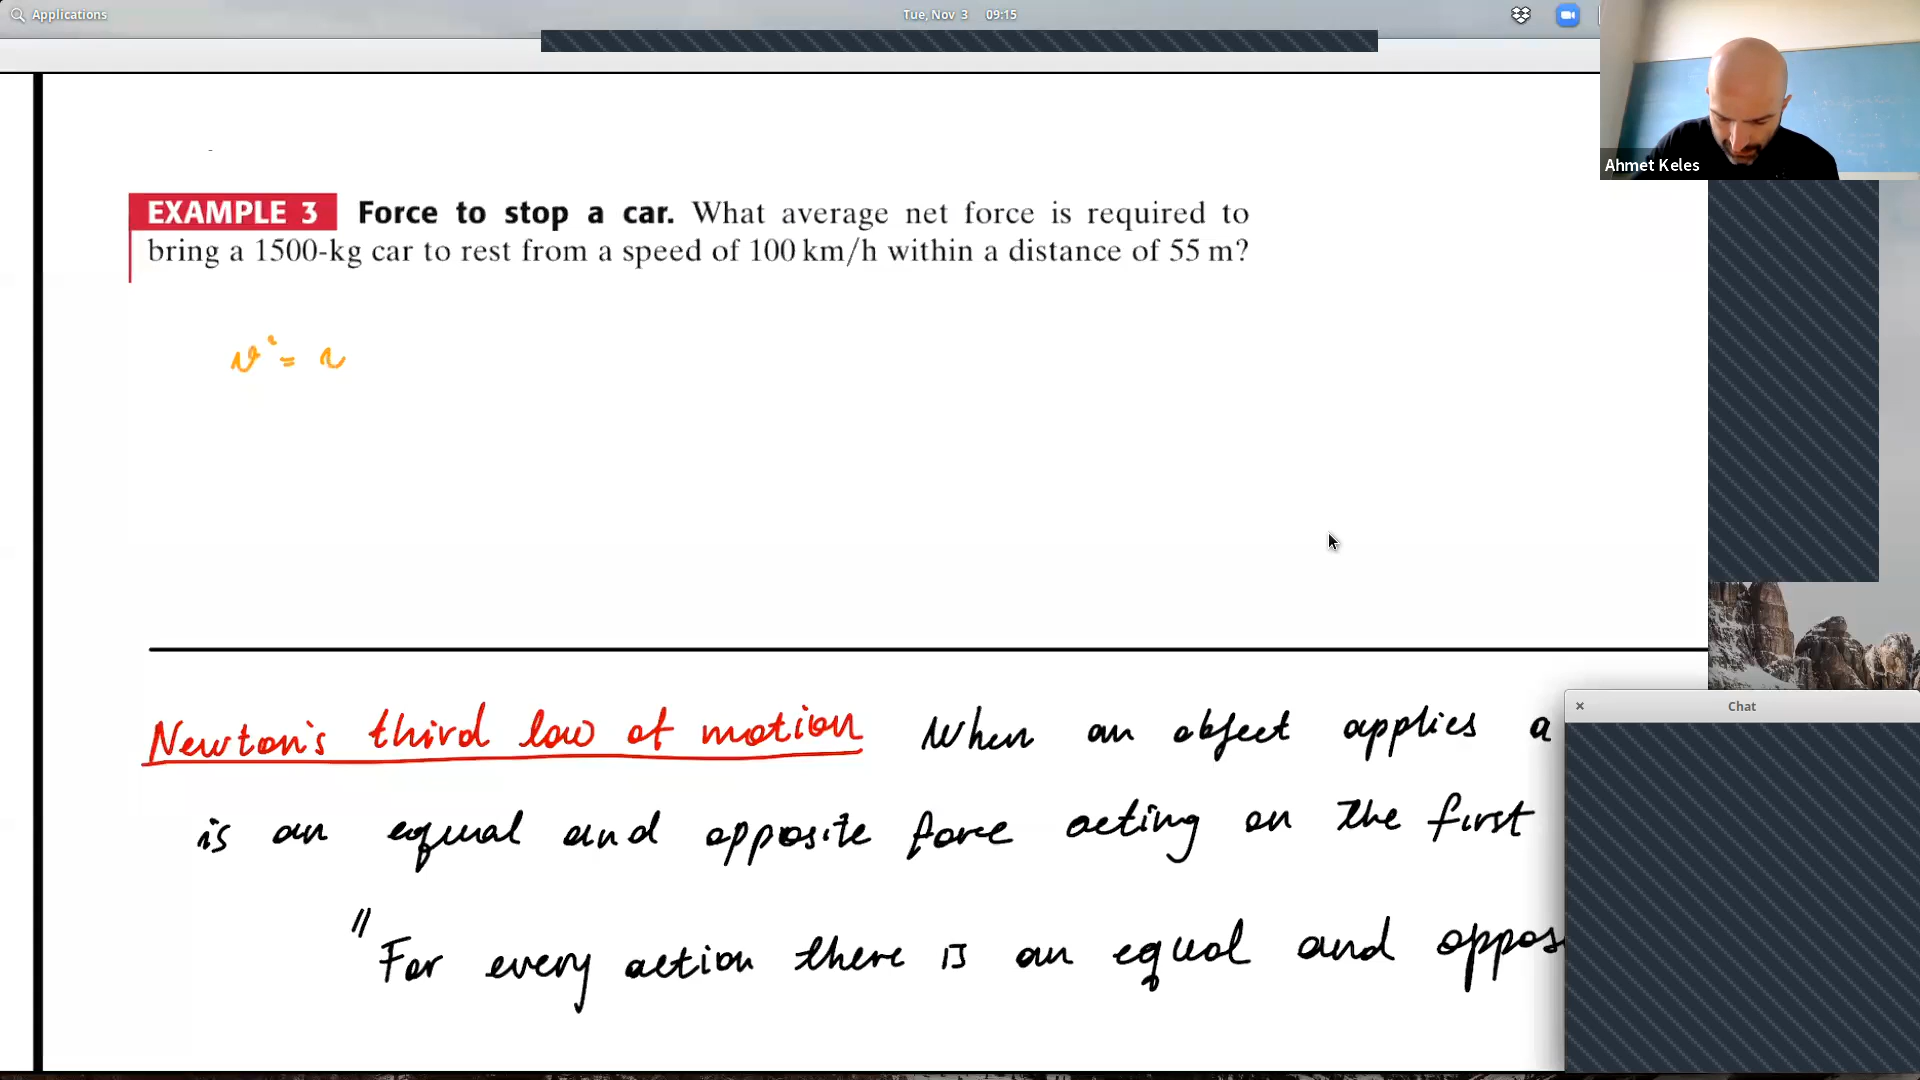 Applications
Tue, Nov 3 09:15
Ahmet Keles
EXAMPLE 3 Force to stop a car. What average net force is required to
bring a 1500-kg car to rest from a speed of 100 km/h within a distance of 55 m?
v² = v
Newton's third law of motion When an object applies a
is an equal and opposite force acting on the first
"For every action there is an equal and oppos
Chat